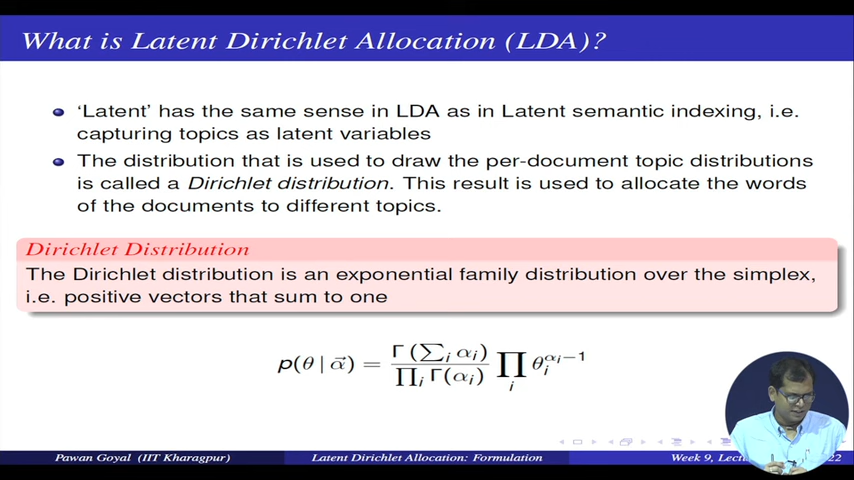 What is Latent Dirichlet Allocation (LDA)?
‘Latent’ has the same sense in LDA as in Latent semantic indexing, i.e.
capturing topics as latent variables
The distribution that is used to draw the per-document topic distributions
is called a Dirichlet distribution. This result is used to allocate the words
of the documents to different topics.
Dirichlet Distribution
The Dirichlet distribution is an exponential family distribution over the simplex,
i.e. positive vectors that sum to one
p(θ | α⃗) = Γ(∑ᵢ αᵢ) / ∏ᵢ Γ(αᵢ) ∏ᵢ θᵢ^(αᵢ−1)
Pawan Goyal (IIT Kharagpur) Latent Dirichlet Allocation: Formulation Week 9, 22